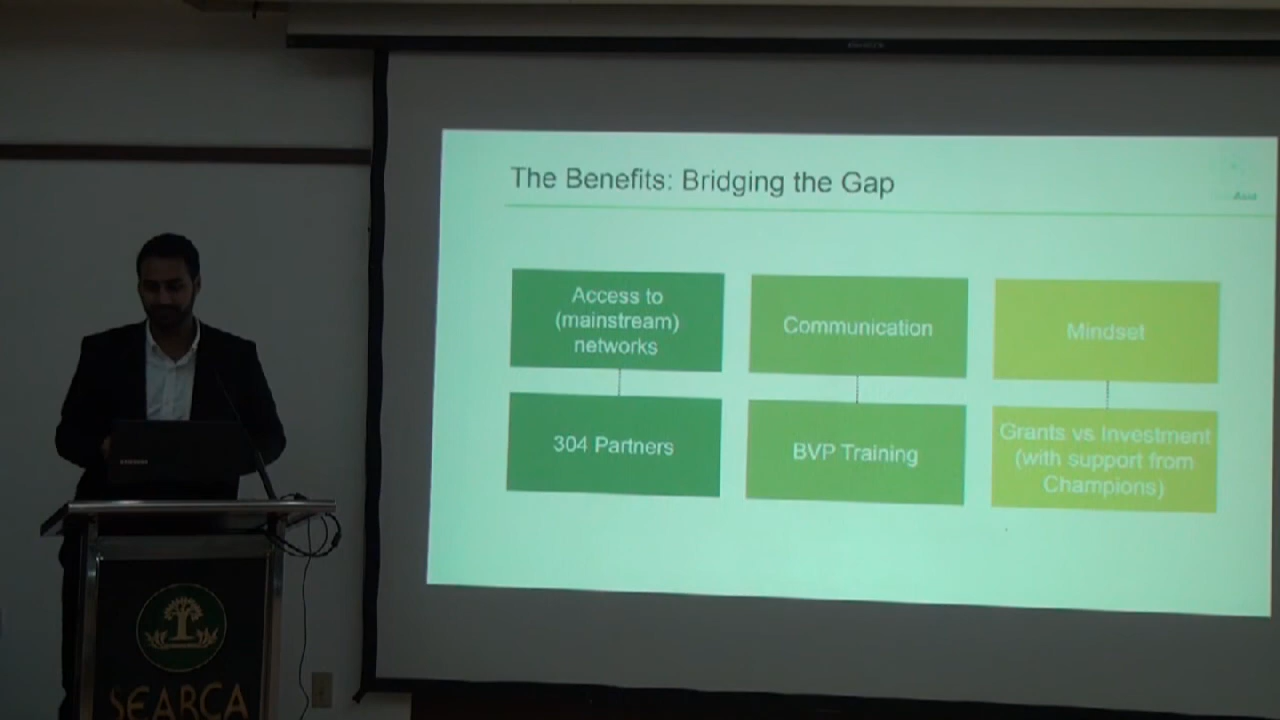 The Benefits: Bridging the Gap
Asia
Access to
(mainstream)
networks
Communication
Mindset
304 Partners
BVP Training
Grants vs Investment
(with support from
Champions)
SEARCA